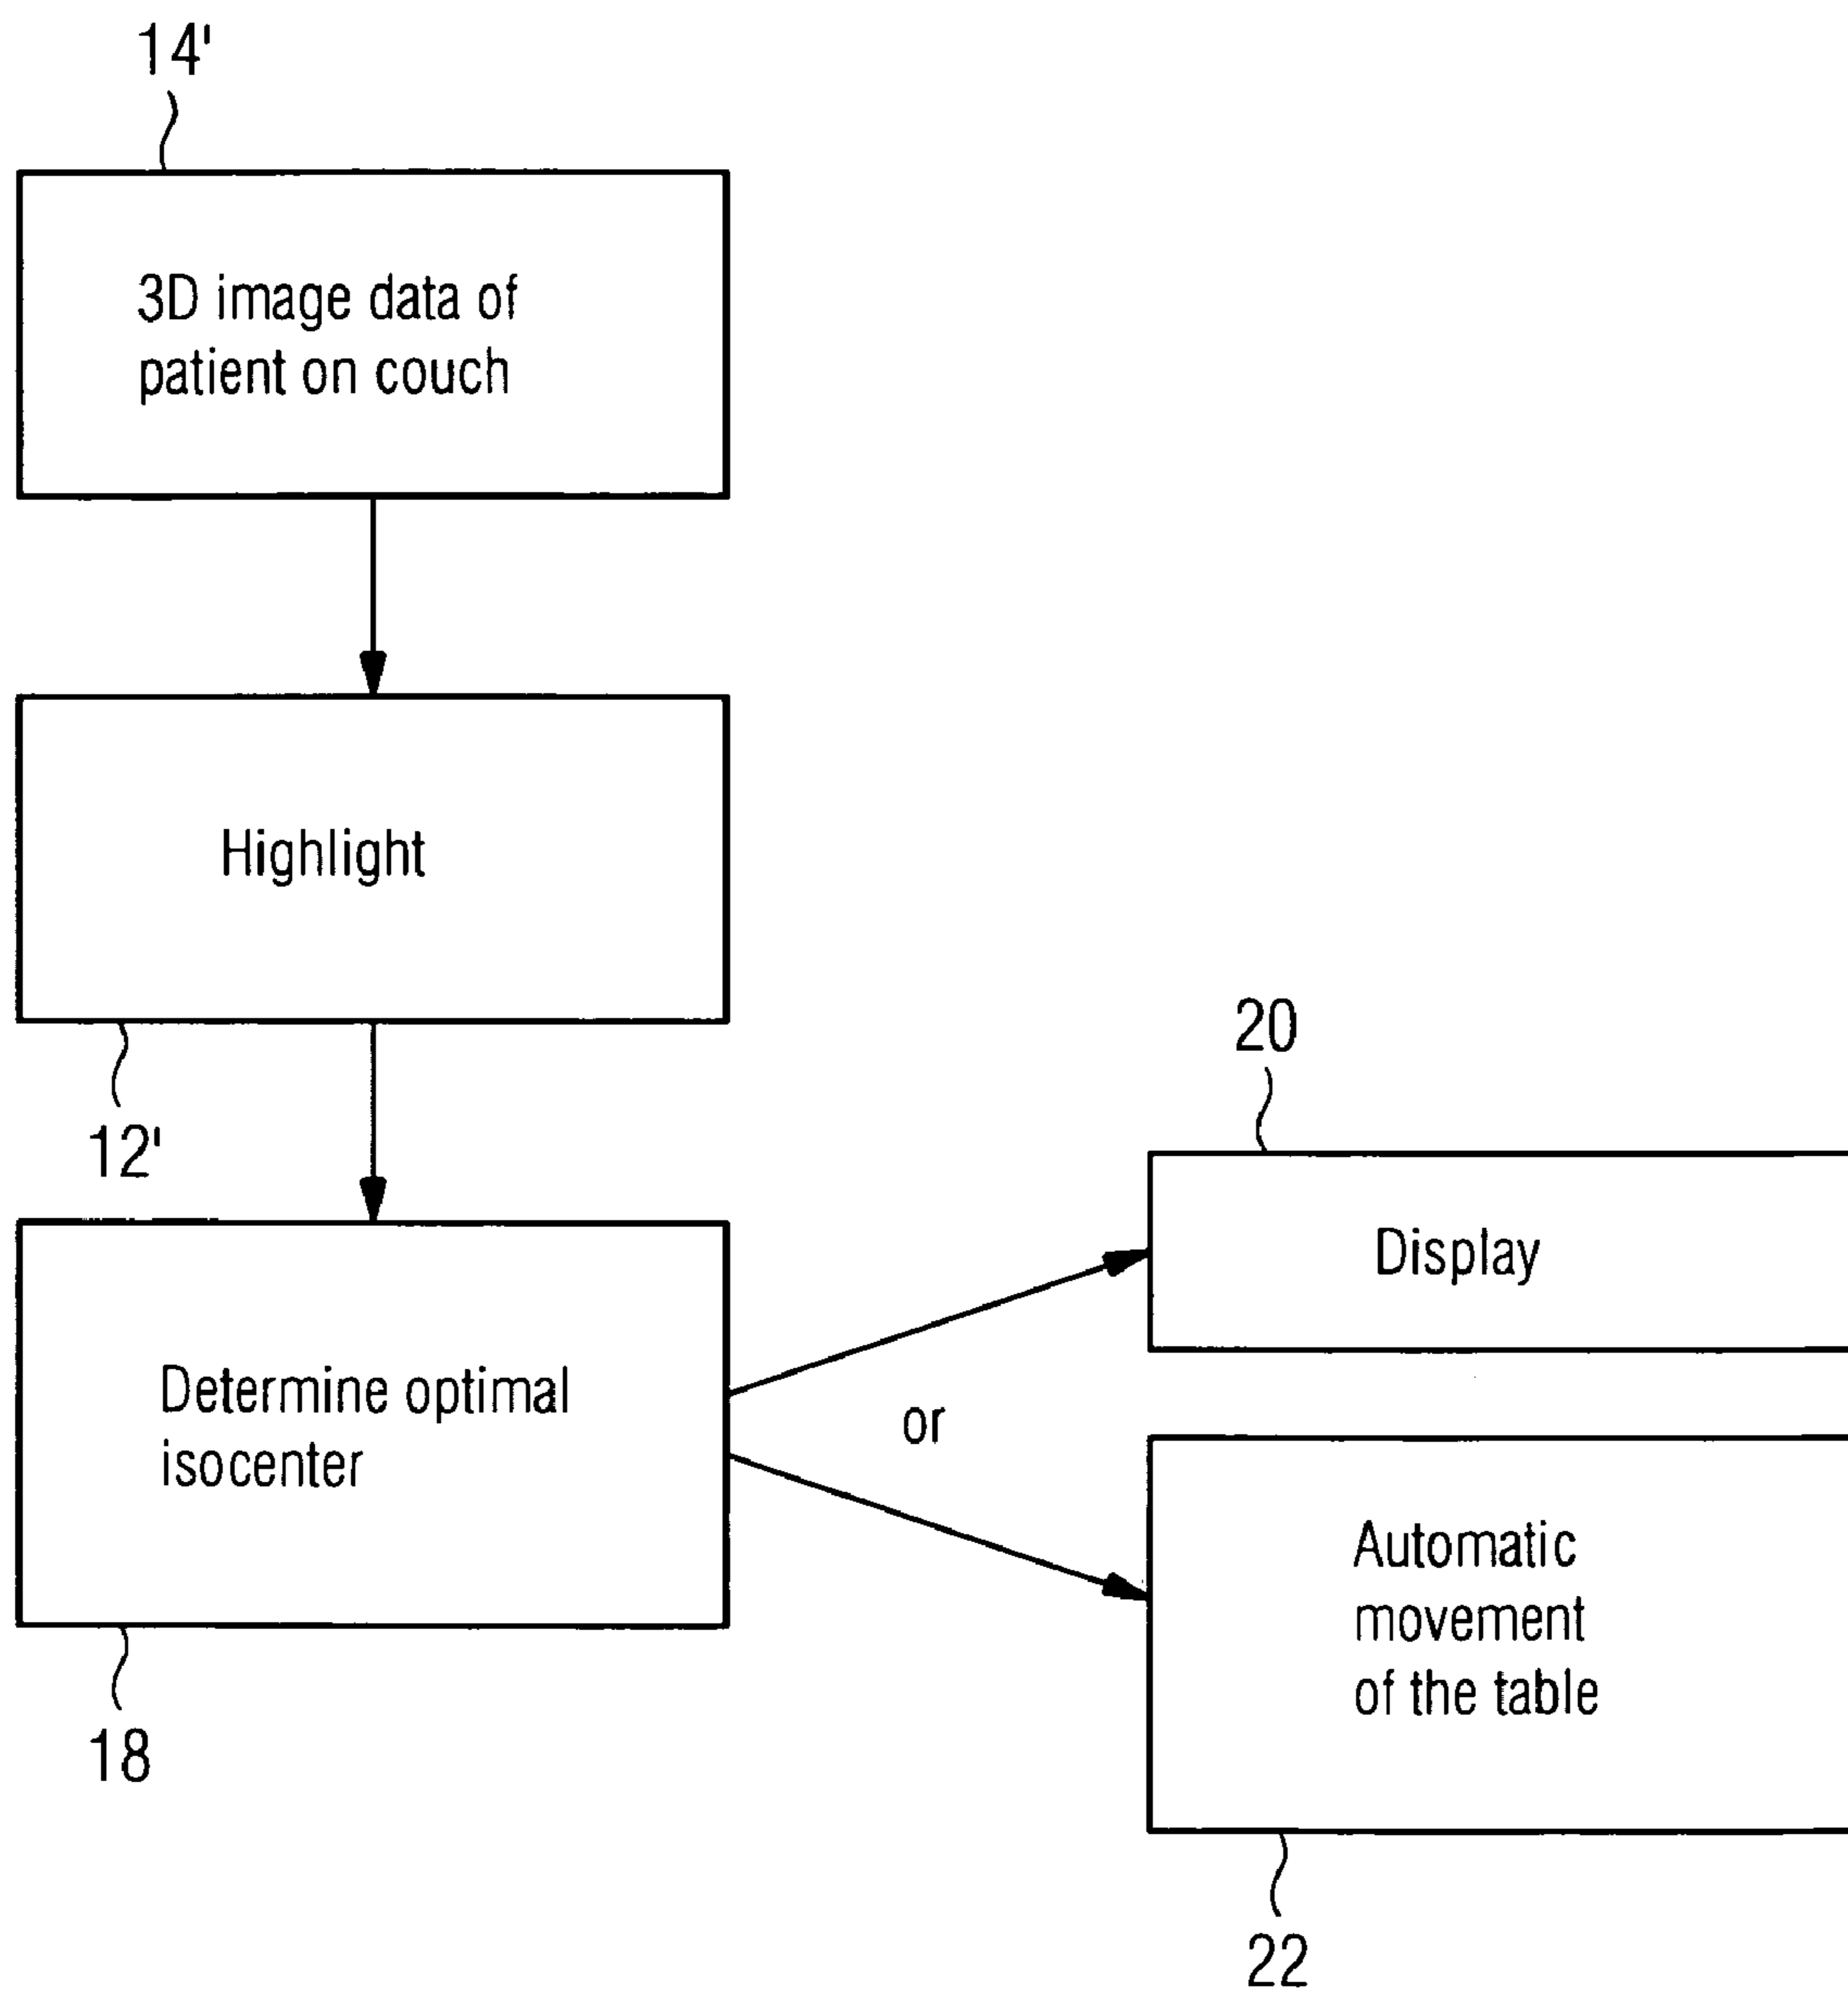 14'
3D image data of
patient on couch
Highlight
12'
Determine optimal
isocenter
18
or
20
Display
Automatic
movement
of the table
22